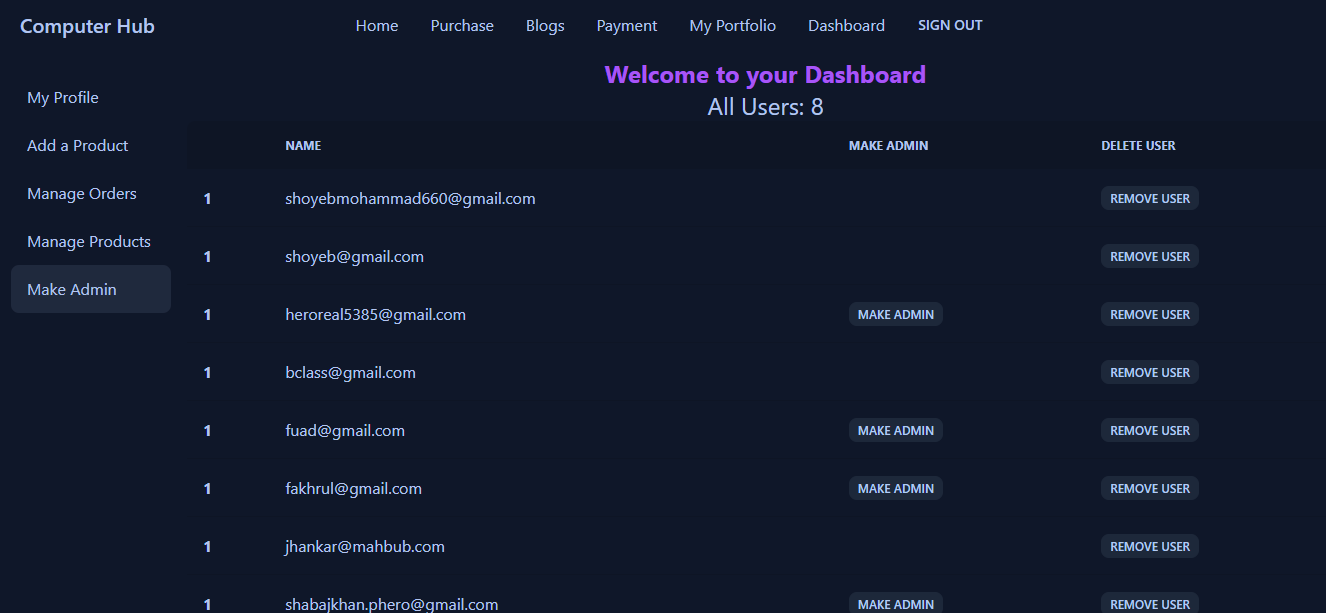 Computer Hub Home Purchase Blogs Payment My Portfolio Dashboard SIGN OUT
Welcome to your Dashboard
All Users: 8
My Profile
Add a Product
Manage Orders
Manage Products
Make Admin
NAME MAKE ADMIN DELETE USER
1 shoyebmohammad660@gmail.com REMOVE USER
1 shoyeb@gmail.com REMOVE USER
1 heroreal5385@gmail.com MAKE ADMIN REMOVE USER
1 bclass@gmail.com REMOVE USER
1 fuad@gmail.com MAKE ADMIN REMOVE USER
1 fakhrul@gmail.com MAKE ADMIN REMOVE USER
1 jhankar@mahbub.com REMOVE USER
1 shabajkhan.phero@gmail.com MAKE ADMIN REMOVE USER